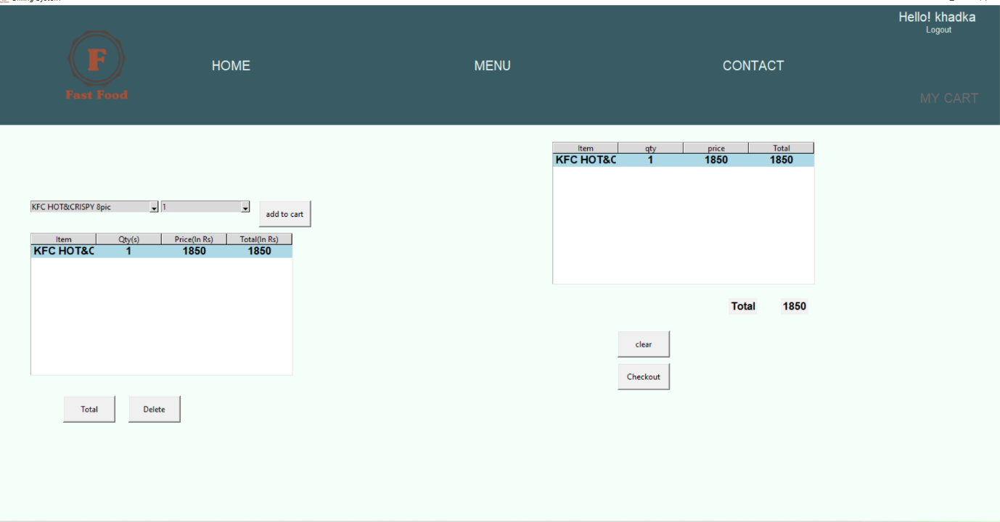 Hello! khadka
Logout
F
HOME MENU CONTACT
Fast Food
MY CART
Item qty price Total
KFC HOT&C 1 1850 1850
KFC HOT&CRISPY 8pic 1
add to cart
Item Qty(s) Price(In Rs) Total(In Rs)
KFC HOT&C 1 1850 1850
Total 1850
clear
Checkout
Total Delete